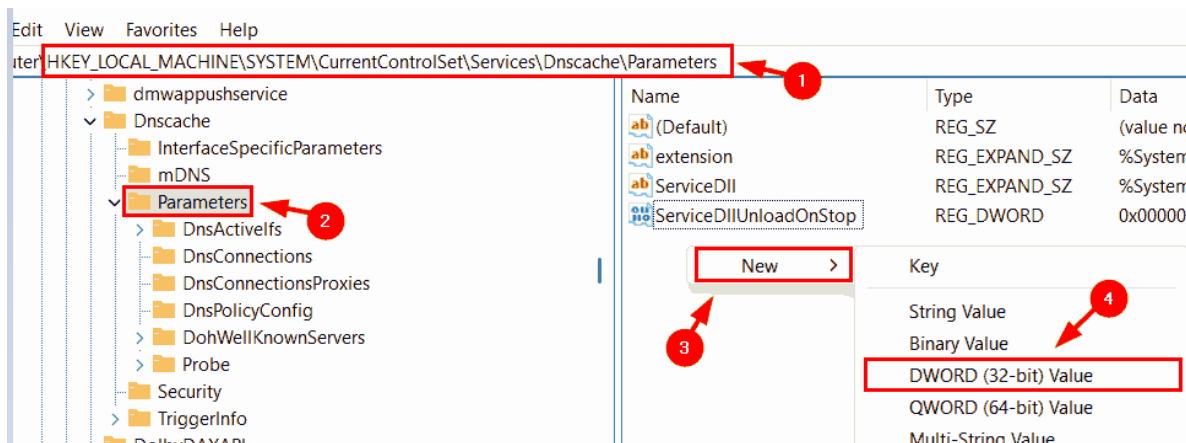 Edit View Favorites Help
uter\HKEY_LOCAL_MACHINE\SYSTEM\CurrentControlSet\Services\Dnscache\Parameters
1
dmwappushservice
Dnscache
InterfaceSpecificParameters
mDNS
Parameters
2
DnsActiveIfs
DnsConnections
DnsConnectionsProxies
DnsPolicyConfig
DohWellKnownServers
Probe
Security
TriggerInfo
DolbyDAXAPI
Name Type Data
(Default) REG_SZ (value no
extension REG_EXPAND_SZ %System
ServiceDll REG_EXPAND_SZ %System
ServiceDllUnloadOnStop REG_DWORD 0x00000
New
3
Key
4
String Value
Binary Value
DWORD (32-bit) Value
QWORD (64-bit) Value
Multi-String Value